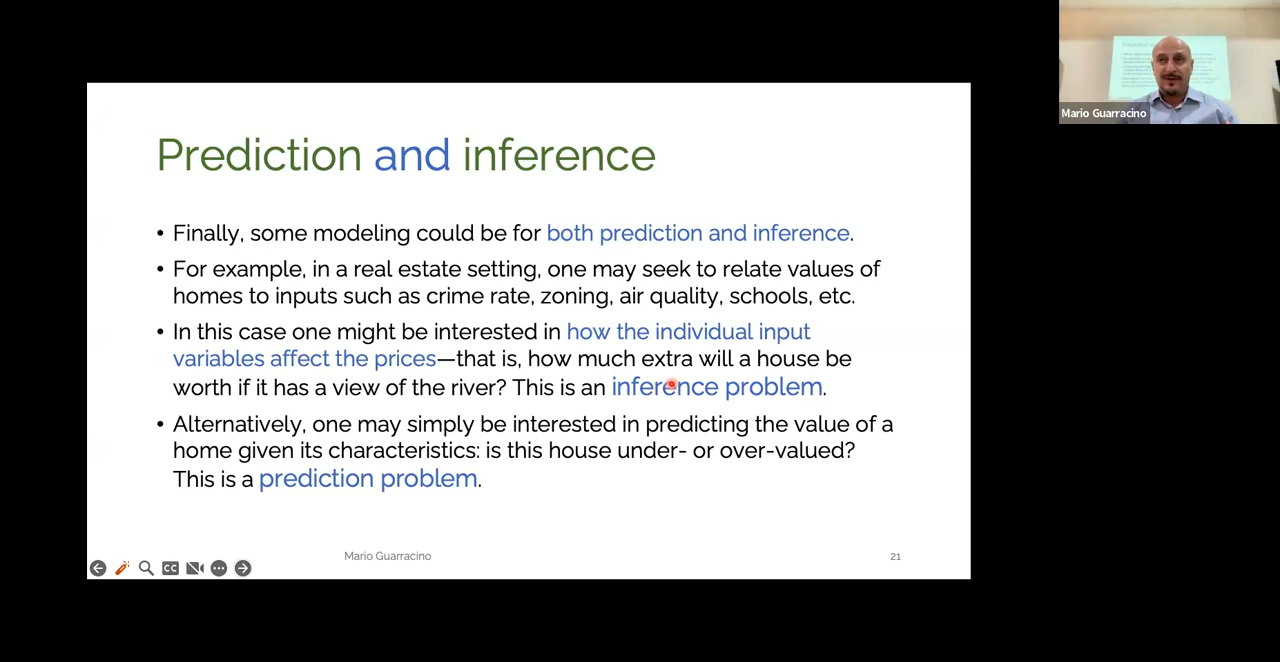 Prediction and inference
• Finally, some modeling could be for both prediction and inference.
• For example, in a real estate setting, one may seek to relate values of
homes to inputs such as crime rate, zoning, air quality, schools, etc.
• In this case one might be interested in how the individual input
variables affect the prices—that is, how much extra will a house be
worth if it has a view of the river? This is an inference problem.
• Alternatively, one may simply be interested in predicting the value of a
home given its characteristics: is this house under- or over-valued?
This is a prediction problem.
CC
Mario Guarracino
21
Mario Guarracino